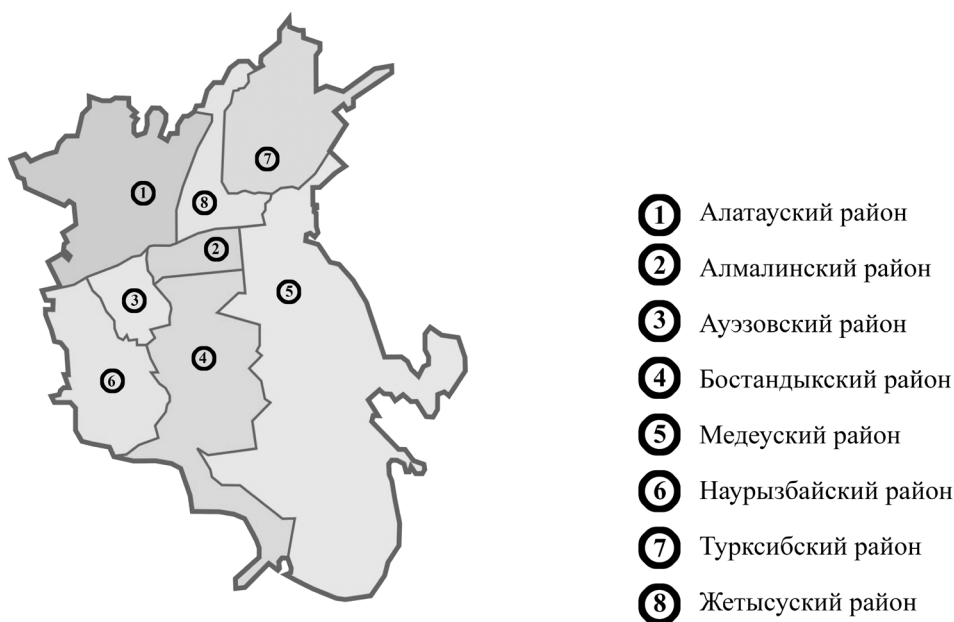 7
1
8
2
5
3
4
6
1 Алатауский район
2 Алмалинский район
3 Ауэзовский район
4 Бостандыкский район
5 Медеуский район
6 Наурызбайский район
7 Турксибский район
8 Жетысуский район